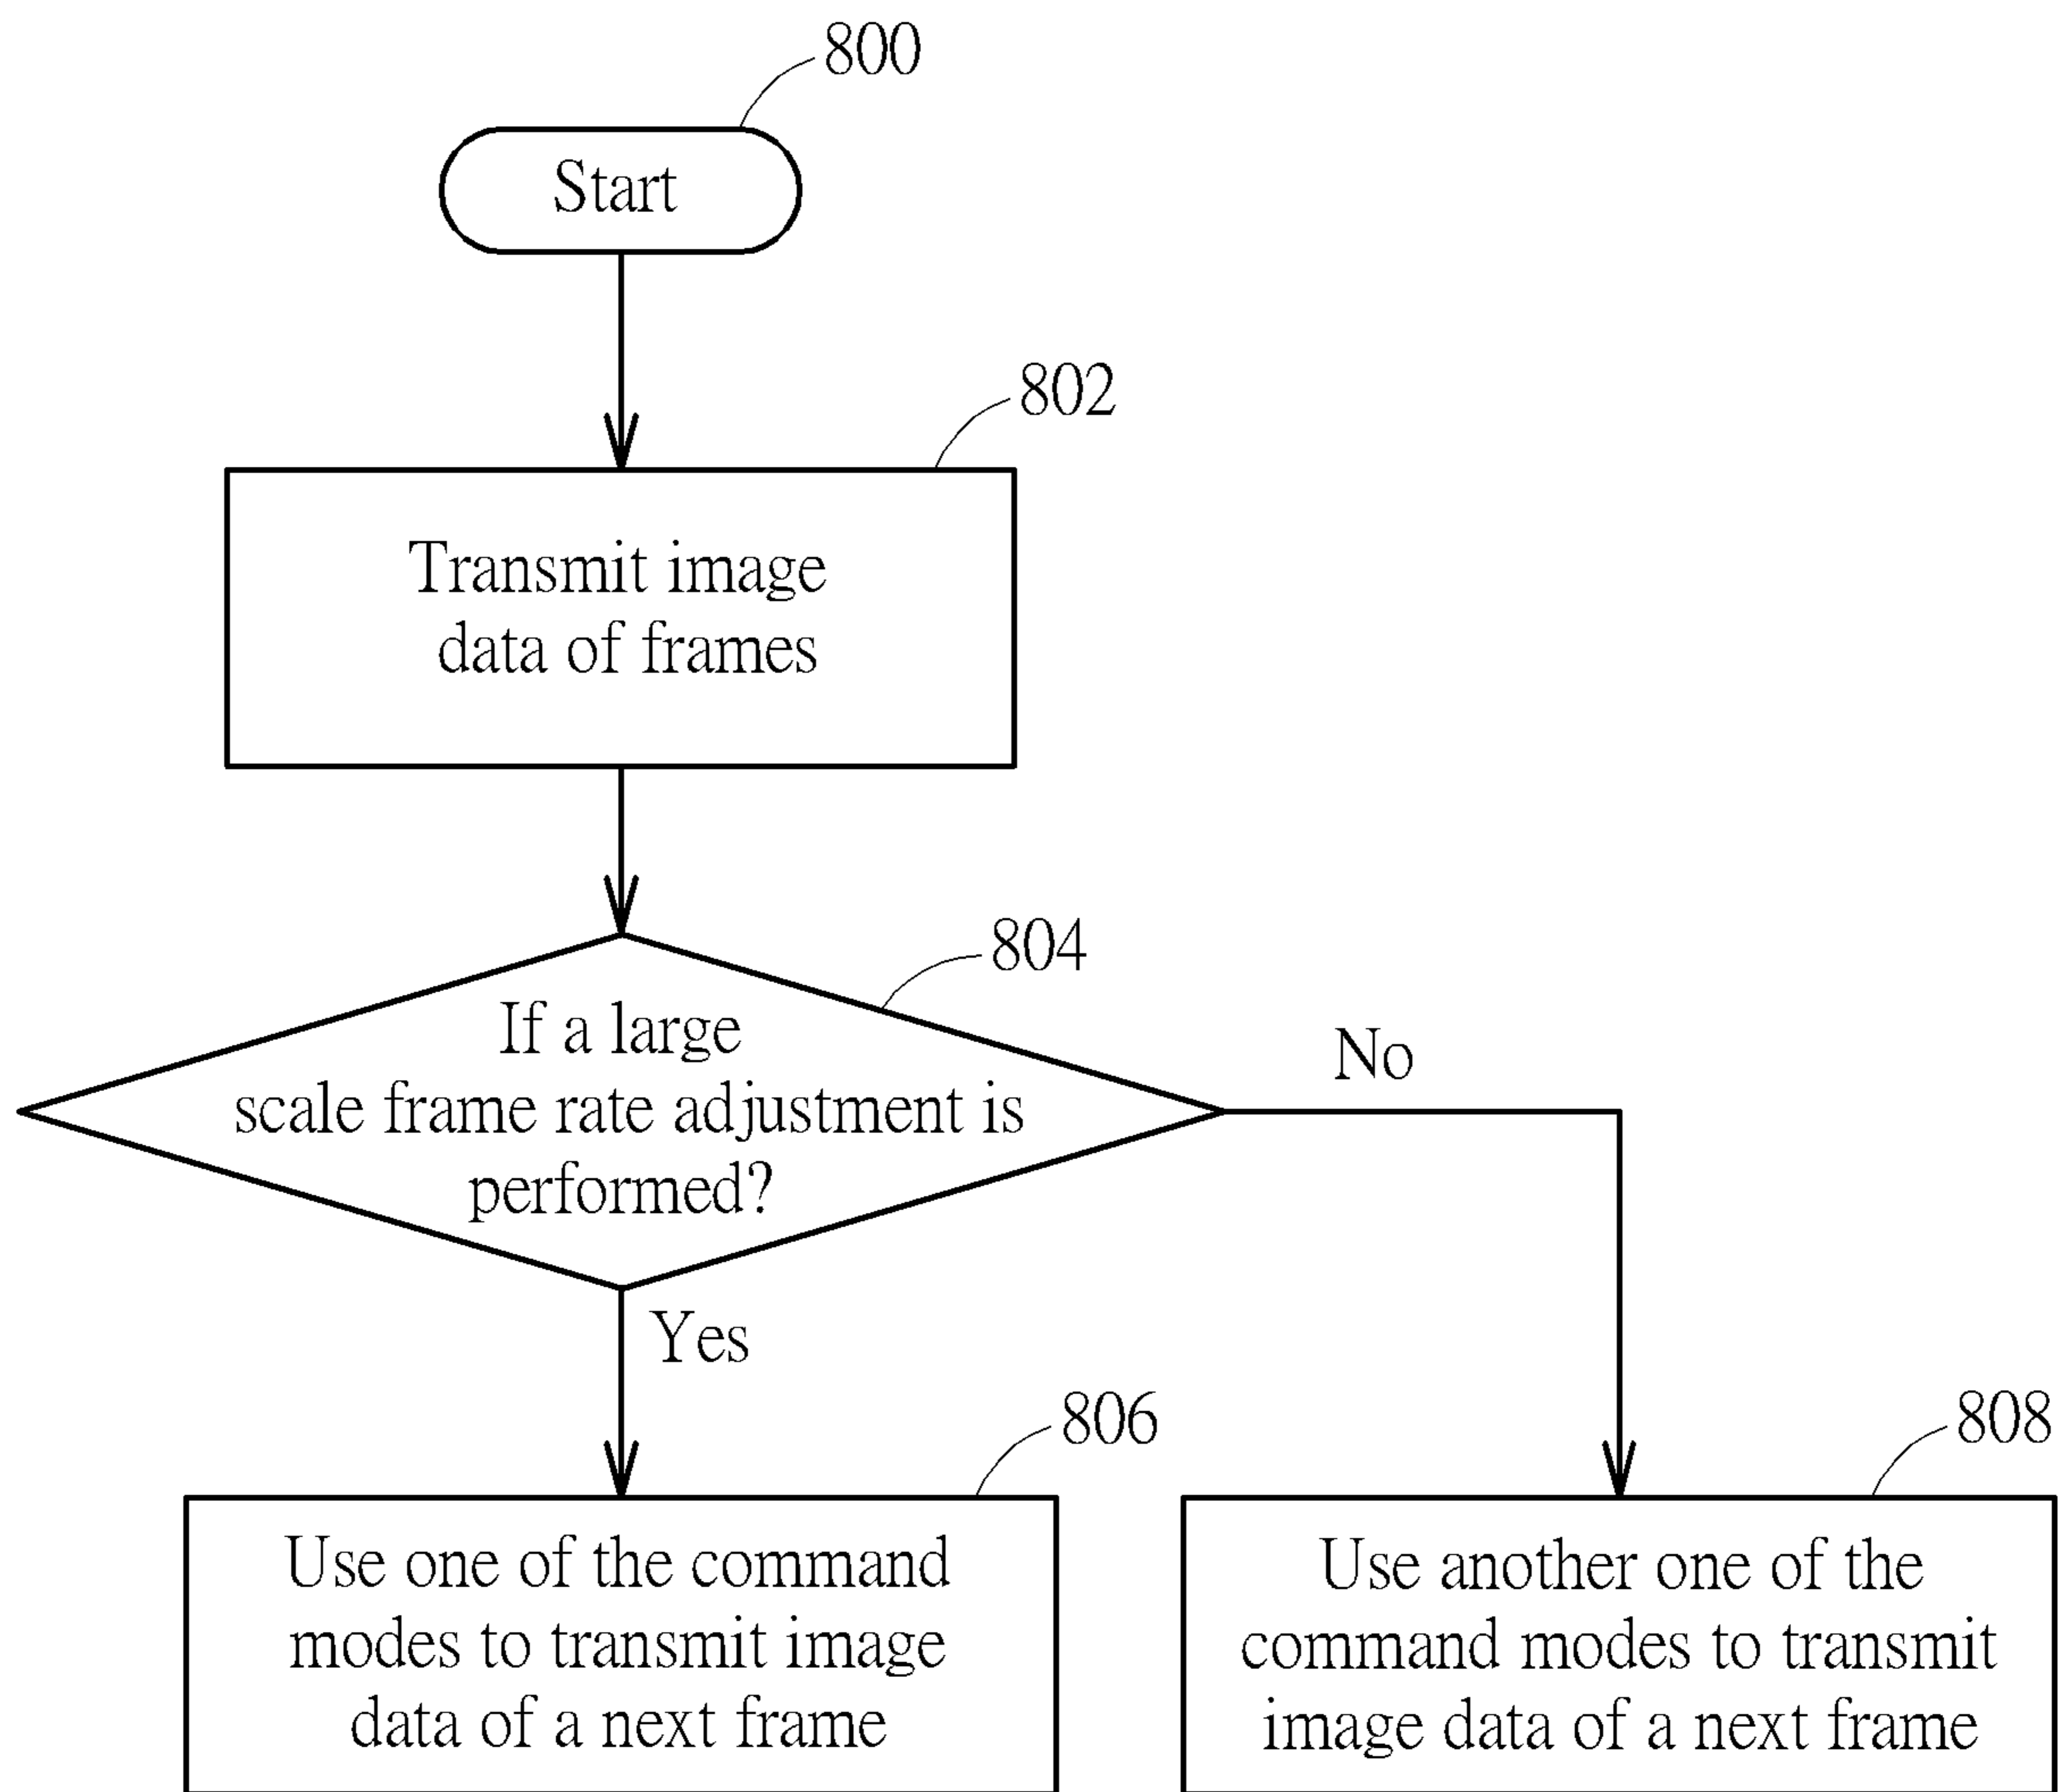 800
Start
802
Transmit image
data of frames
804
If a large
scale frame rate adjustment is
performed?
No
Yes
806
Use one of the command
modes to transmit image
data of a next frame
808
Use another one of the
command modes to transmit
image data of a next frame